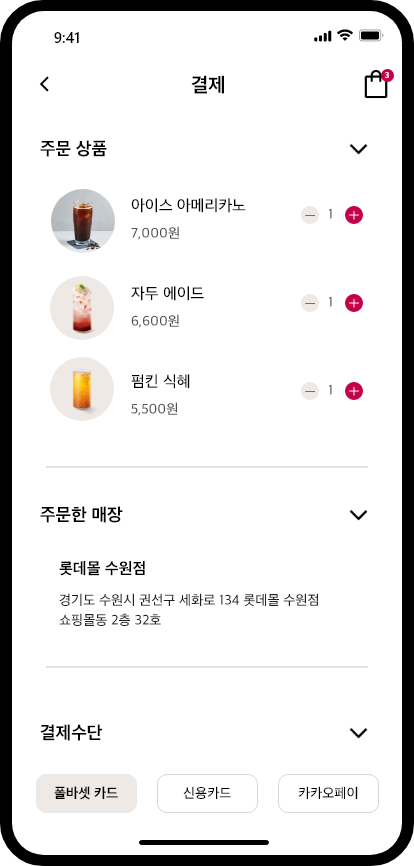 9:41
결제
3
주문 상품
아이스 아메리카노
7,000원
1
자두 에이드
6,600원
1
펌킨 식혜
5,500원
1
주문한 매장
롯데몰 수원점
경기도 수원시 권선구 세화로 134 롯데몰 수원점
쇼핑몰동 2층 32호
결제수단
폴바셋 카드
신용카드
카카오페이